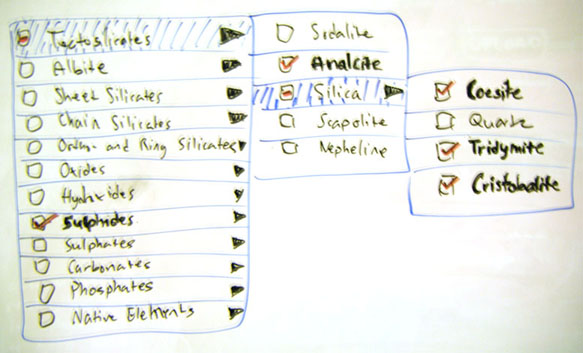 Tectosilicates
Albite
Sheet Silicates
Chain Silicates
Ortho- and Ring Silicates
Oxides
Hydroxides
Sulphides
Sulphates
Carbonates
Phosphates
Native Elements
Sodalite
Analcite
Silica
Scapolite
Nepheline
Coesite
Quartz
Tridymite
Cristobalite